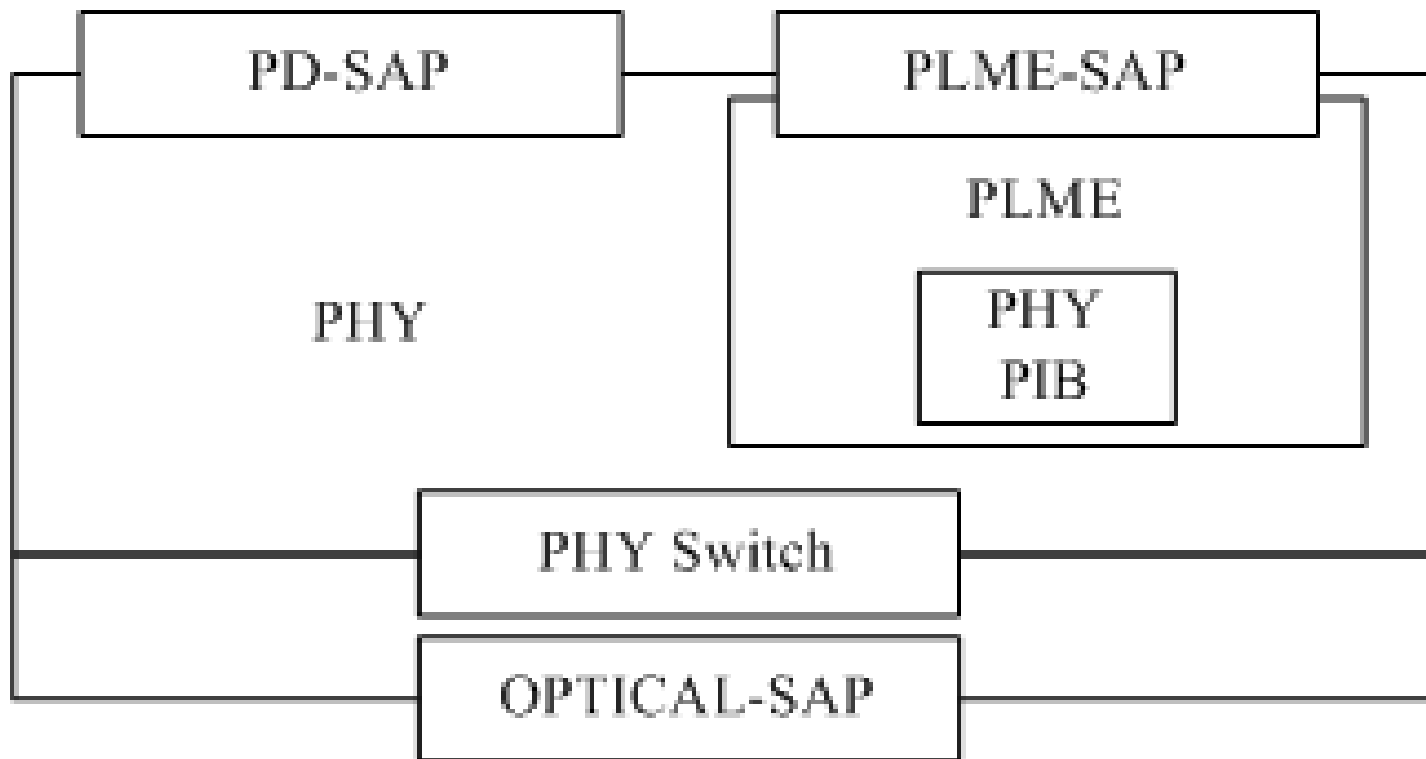 PD-SAP
PLME-SAP
PLME
PHY
PHY
PIB
PHY Switch
OPTICAL-SAP